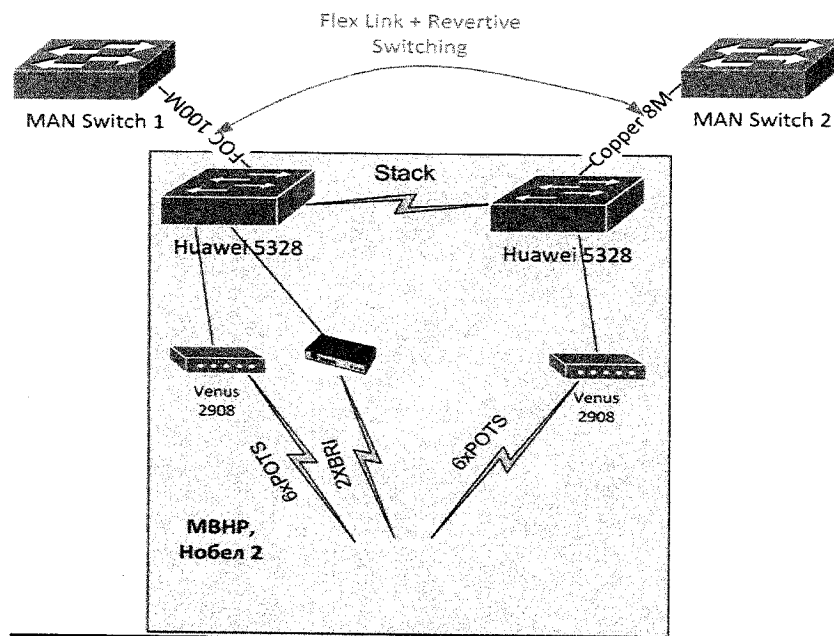 Flex Link + Revertive
Switching
MAN Switch 1
MAN Switch 2
FOC 100M
Copper 8M
Stack
Huawei 5328
Huawei 5328
Venus
2908
Venus
2908
6xPOTS
2XBRI
6xPOTS
МВНР,
Нобел 2